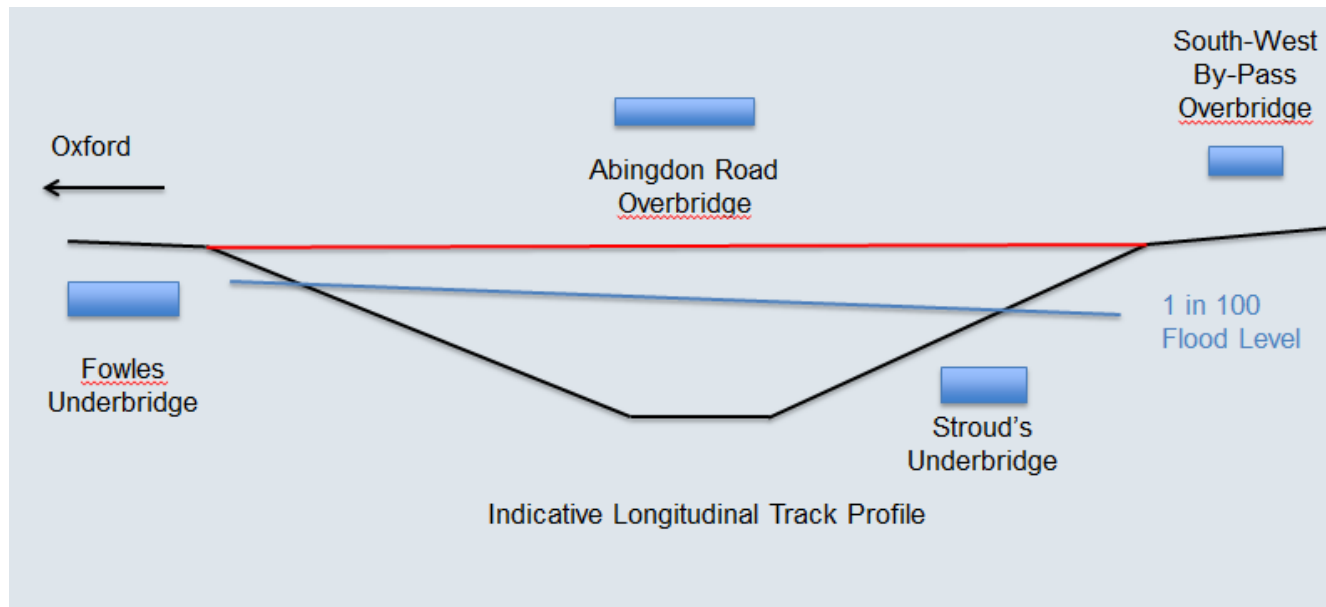 South-West
By-Pass
Overbridge
Oxford
Abingdon Road
Overbridge
1 in 100
Flood Level
Fowles
Underbridge
Stroud’s
Underbridge
Indicative Longitudinal Track Profile